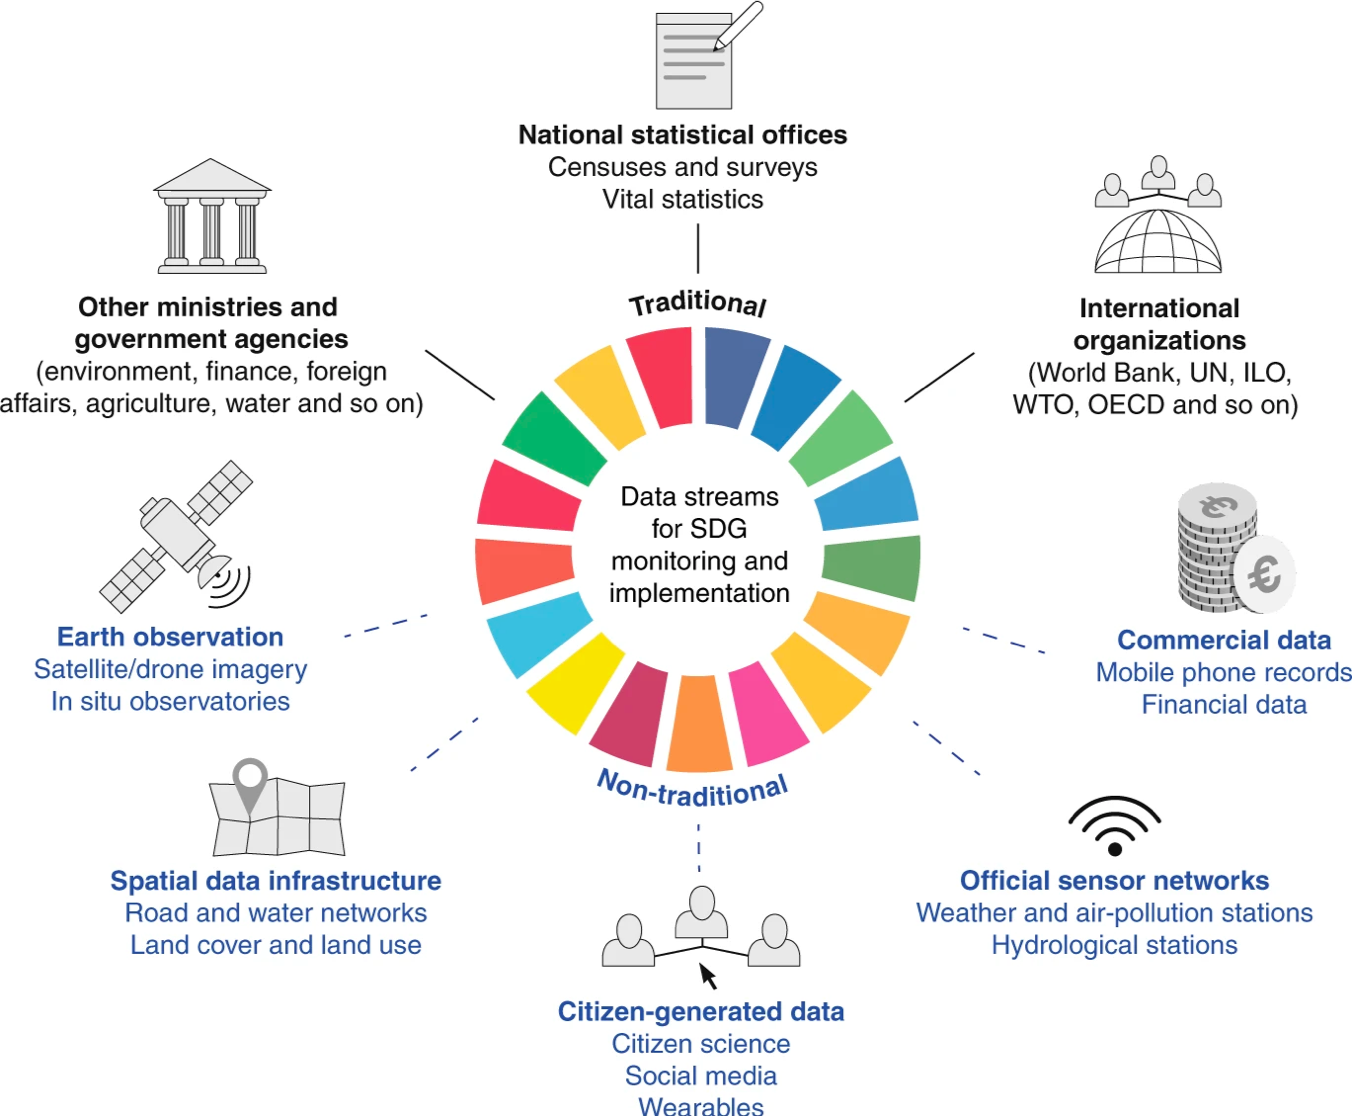 National statistical offices
Censuses and surveys
Vital statistics
Other ministries and
government agencies
(environment, finance, foreign
affairs, agriculture, water and so on)
International
organizations
(World Bank, UN, ILO,
WTO, OECD and so on)
Traditional
Data streams
for SDG
monitoring and
implementation
Earth observation
Satellite/drone imagery
In situ observatories
€
€
Commercial data
Mobile phone records
Financial data
Non-traditional
Spatial data infrastructure
Road and water networks
Land cover and land use
Official sensor networks
Weather and air-pollution stations
Hydrological stations
Citizen-generated data
Citizen science
Social media
Wearables